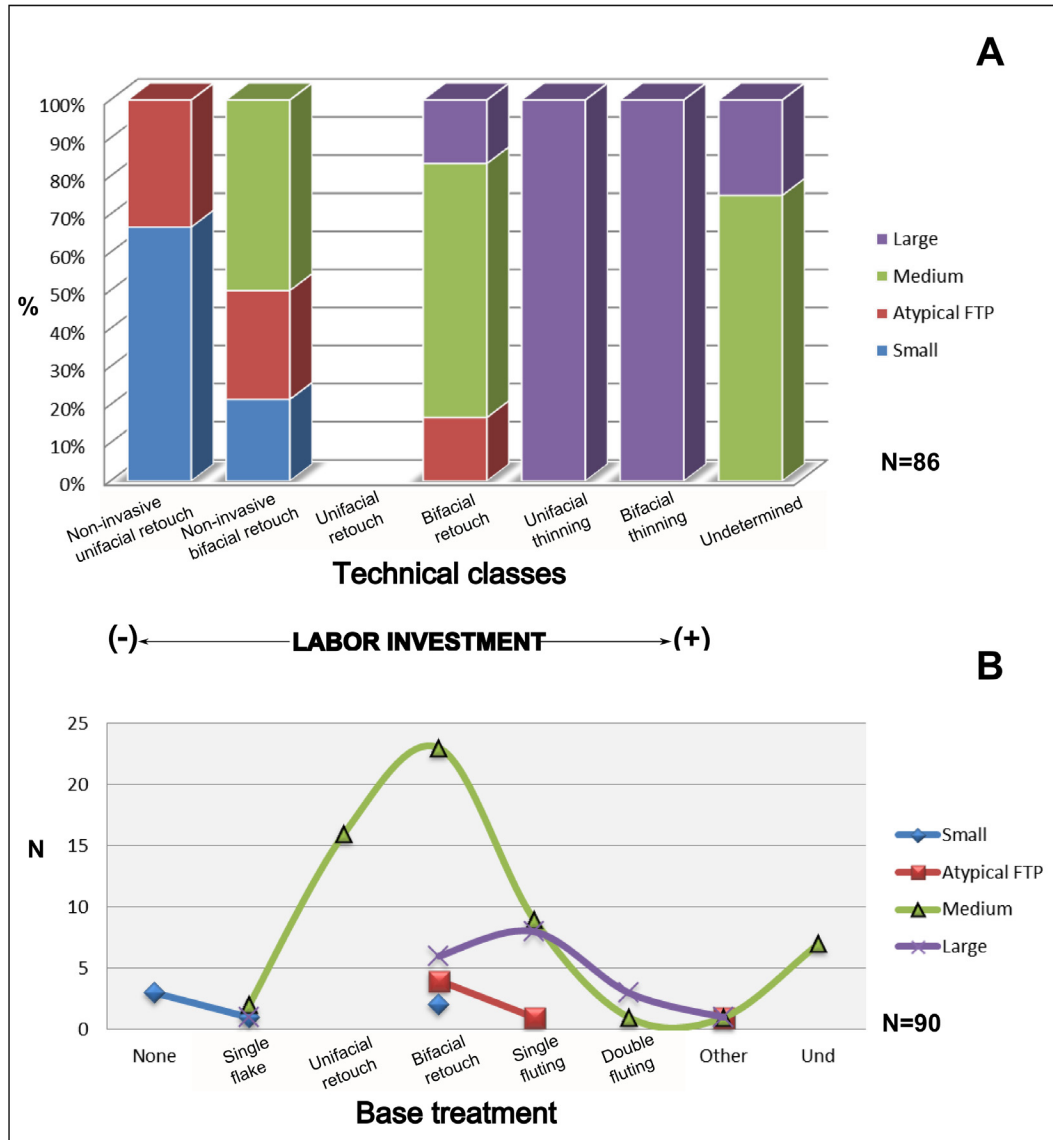 A
100%
90%
80%
70%
60%
50%
40%
30%
20%
10%
0%
%
Large
Medium
Atypical FTP
Small
N=86
Non-invasive
unifacial retouch
Non-invasive
bifacial retouch
Unifacial
retouch
Bifacial
retouch
Unifacial
thinning
Bifacial
thinning
Undetermined
Technical classes
(-) LABOR INVESTMENT (+)
B
25
20
15
10
5
0
N
Small
Atypical FTP
Medium
Large
N=90
None
Single
flake
Unifacial
retouch
Bifacial
retouch
Single
fluting
Double
fluting
Other
Und
Base treatment